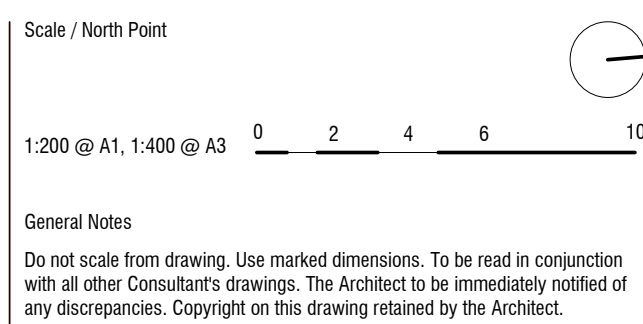 Scale / North Point
1:200 @ A1, 1:400 @ A3
0 2 4 6 10
General Notes
Do not scale from drawing. Use marked dimensions. To be read in conjunction
with all other Consultant's drawings. The Architect to be immediately notified of
any discrepancies. Copyright on this drawing retained by the Architect.